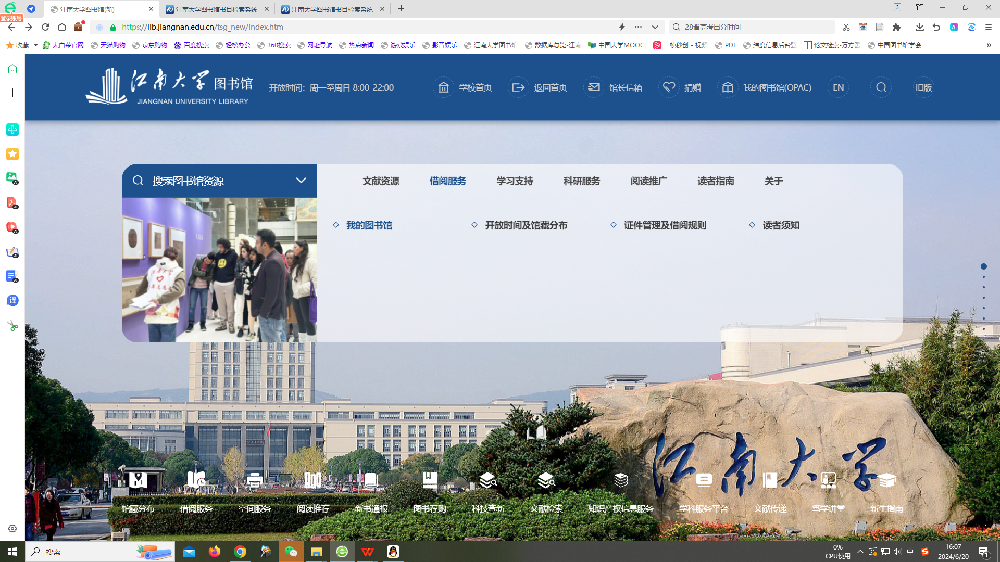 登录账号
江南大学图书馆(新)
江南大学图书馆书目检索系统
江南大学图书馆书目检索系统
3
https://lib.jiangnan.edu.cn/tsg_new/index.htm
28省高考出分时间
收藏
大白菜官网
天猫购物
京东购物
百度搜索
轻松办公
360搜索
网址导航
热点新闻
游戏娱乐
影音娱乐
江南大学图书馆
数据库总览-江南
中国大学MOOC(
一帧秒创 - 视频
PDF
纬度信息后台登
论文检索-万方医
中国图书馆学会
江南大学图书馆
JIANGNAN UNIVERSITY LIBRARY
开放时间：周一至周日 8:00-22:00
学校首页
返回首页
馆长信箱
捐赠
我的图书馆(OPAC)
EN
旧版
搜索图书馆资源
文献资源
借阅服务
学习支持
科研服务
阅读推广
读者指南
关于
我的图书馆
开放时间及馆藏分布
证件管理及借阅规则
读者须知
江南大学
馆藏分布
借阅服务
空间服务
阅读推荐
新书通报
图书荐购
科技查新
文献检索
知识产权信息服务
学科服务平台
文献传递
笃学讲堂
新生指南
搜索
0%
CPU使用
中
16:07
2024/6/20
1